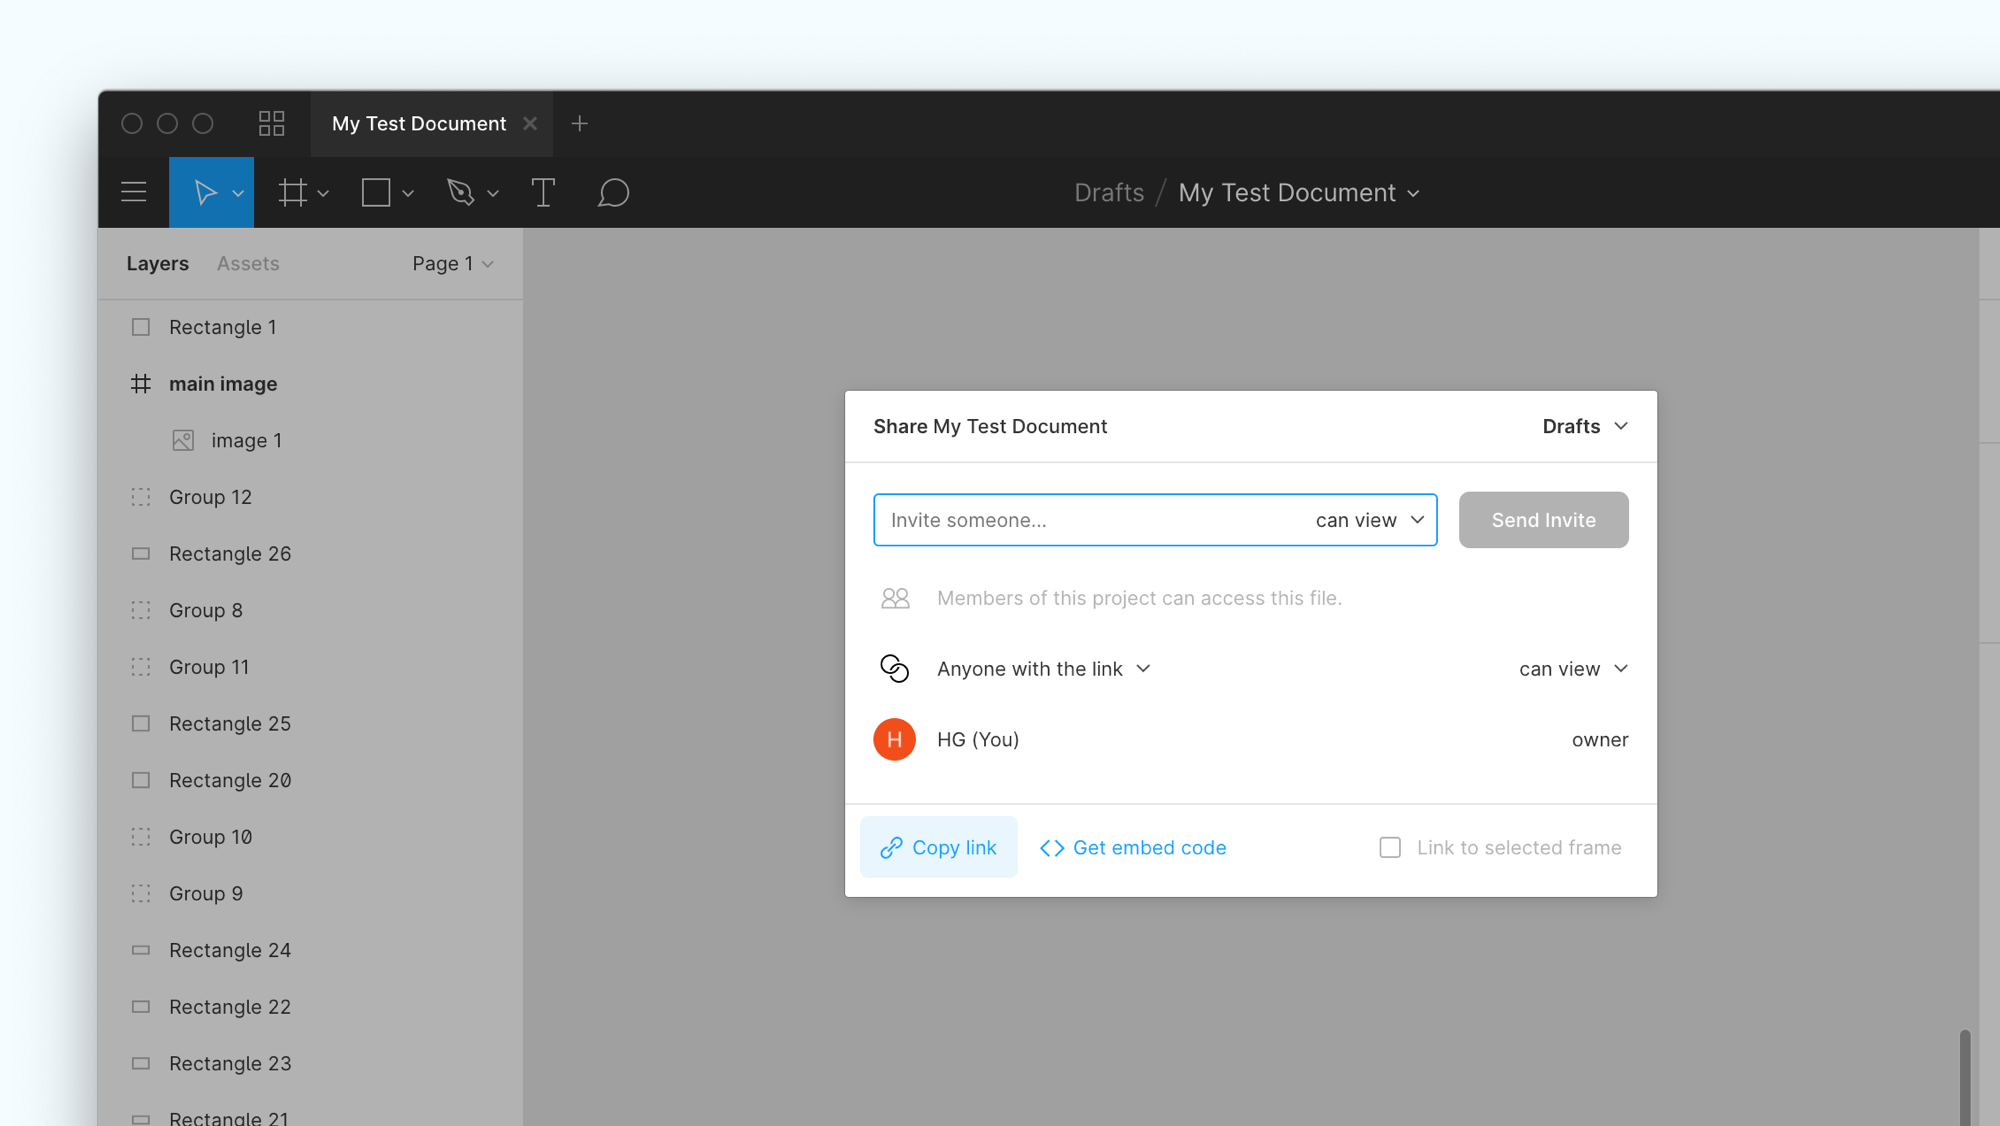 My Test Document
Drafts / My Test Document
Layers Assets Page 1
Rectangle 1
main image
image 1
Group 12
Rectangle 26
Group 8
Group 11
Rectangle 25
Rectangle 20
Group 10
Group 9
Rectangle 24
Rectangle 22
Rectangle 23
Rectangle 21
Share My Test Document Drafts
Invite someone... can view Send Invite
Members of this project can access this file.
Anyone with the link can view
H HG (You) owner
Copy link Get embed code Link to selected frame